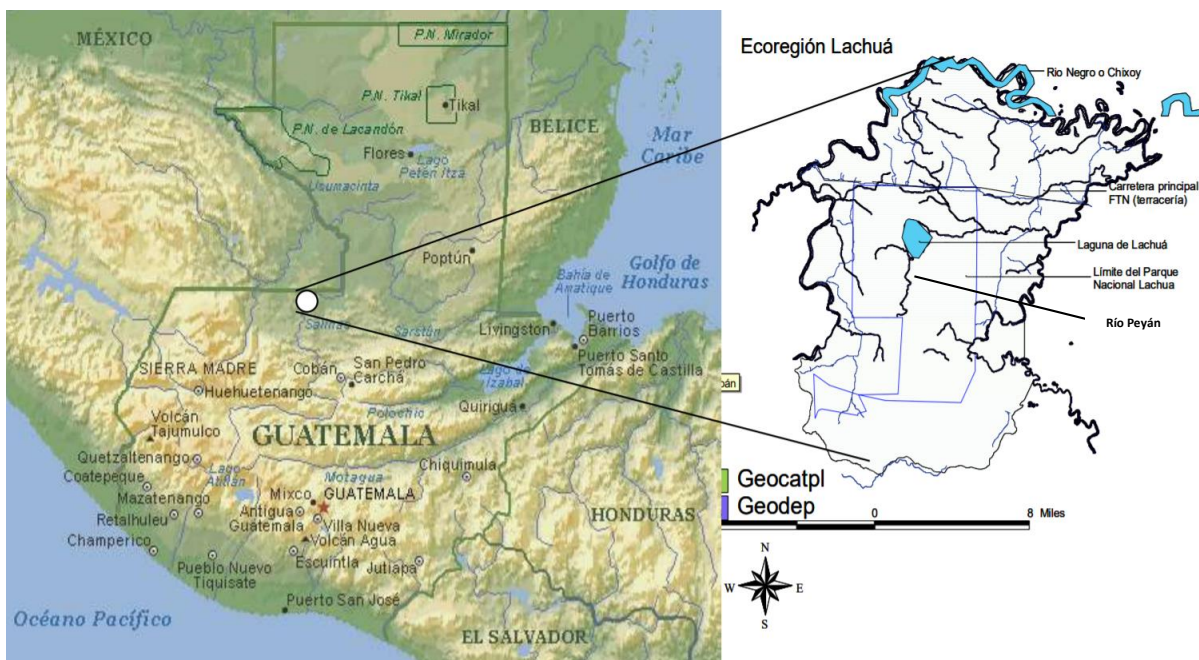 MÉXICO
P.N. Mirador
P.N. Tikal
Tikal
P.N. de Lacandón
BÉLICE
Mar
Caribe
Flores
Lago
Petén Itza
Usumacinta
Poptún
Golfo de
Honduras
Bahía de
Amatique
Salinas
Sarstún
Livingston
Puerto
Barrios
Puerto Santo
Tomás de Castilla
SIERRA MADRE
Cobán
San Pedro
Carchá
Lago de
Izabal
Huehuetenango
Polochic
Quiriguá
Volcán
Tajumulco
GUATEMALA
Quetzaltenango
Coatepeque
Lago
Atitlán
Chiquimula
Motagua
Mazatenango
Mixco
GUATEMALA
Retalhuleu
Antigua
Guatemala
Villa Nueva
HONDURAS
Champerico
Volcán Agua
Pueblo Nuevo
Tiquisate
Escuintla
Jutiapa
Puerto San José
Océano Pacífico
EL SALVADOR
Ecoregión Lachuá
Rio Negro o Chixoy
Carretera principal
FTN (terracería)
Laguna de Lachuá
Límite del Parque
Nacional Lachua
Río Peyán
Geocatpl
Geodep
0
8 Miles
N
W
E
S